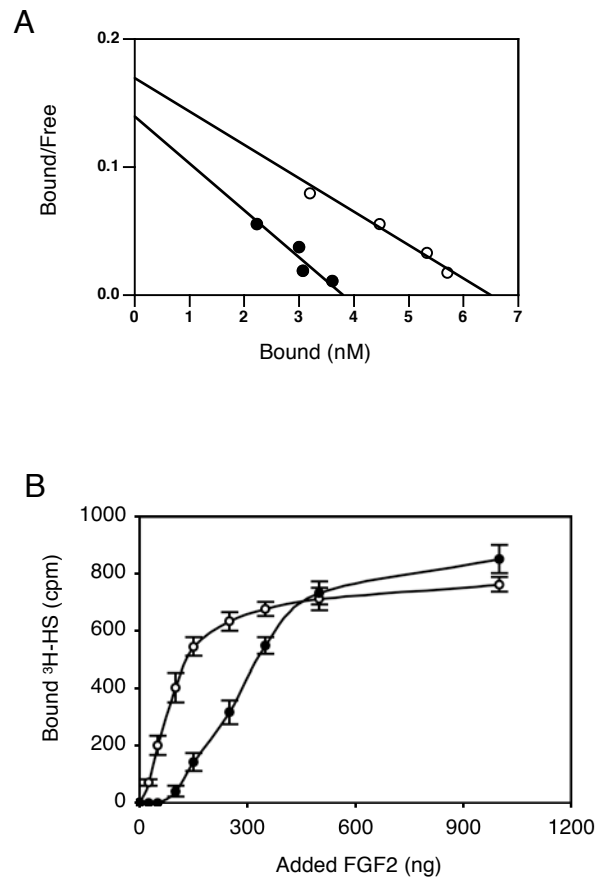 A
0.2
0.1
0.0
Bound/Free
0 1 2 3 4 5 6 7
Bound (nM)
B
1000
800
600
400
200
0
Bound ³H-HS (cpm)
0 300 600 900 1200
Added FGF2 (ng)